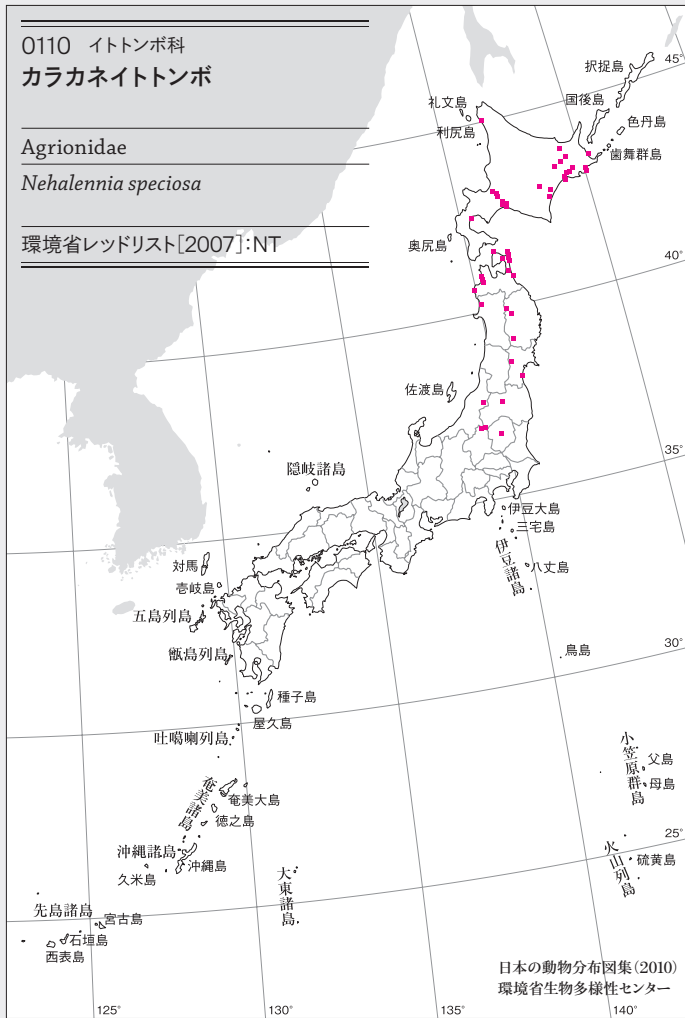 0110 イトトンボ科
カラカネイトトンボ
Agrionidae
Nehalennia speciosa
環境省レッドリスト[2007]:NT
択捉島
45°
礼文島
国後島
利尻島
色丹島
歯舞群島
奥尻島
40°
佐渡島
35°
隠岐諸島
伊豆大島
三宅島
対馬
八丈島
伊豆諸島
壱岐島
五島列島
甑島列島
鳥島
30°
種子島
屋久島
吐噶喇列島
小笠原群島
父島
母島
奄美諸島
奄美大島
徳之島
25°
沖縄諸島
沖縄島
久米島
火山列島
硫黄島
大東諸島
先島諸島
宮古島
石垣島
西表島
日本の動物分布図集(2010)
環境省生物多様性センター
125°
130°
135°
140°